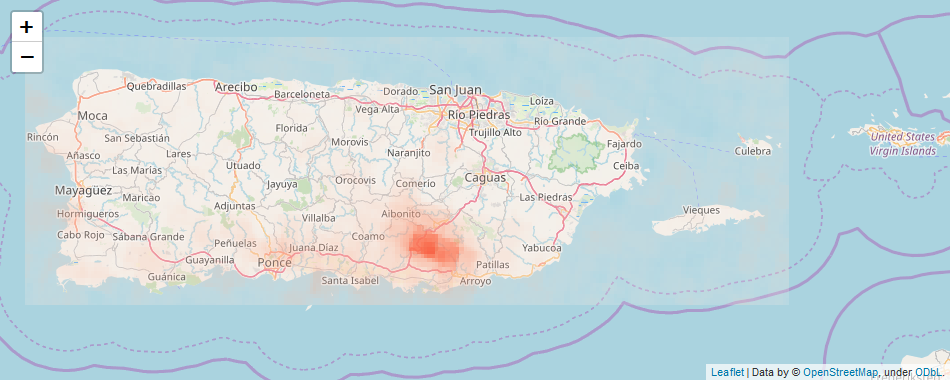 +
−
Quebradillas
Arecibo
Barceloneta
Dorado
San Juan
Vega Alta
Loíza
Moca
Río Piedras
Río Grande
Florida
Trujillo Alto
Rincón
San Sebastián
Morovis
Fajardo
United States
Virgin Islands
Añasco
Lares
Naranjito
Culebra
Las Marías
Utuado
Ceiba
Mayagüez
Jayuya
Orocovis
Comerío
Caguas
Maricao
Las Piedras
Adjuntas
Hormigueros
Villalba
Aibonito
Vieques
Cabo Rojo
Sábana Grande
Peñuelas
Juana Díaz
Coamo
Yabucoa
Guayanilla
Ponce
Patillas
Guánica
Santa Isabel
Arroyo
Leaflet | Data by © OpenStreetMap, under ODbL.